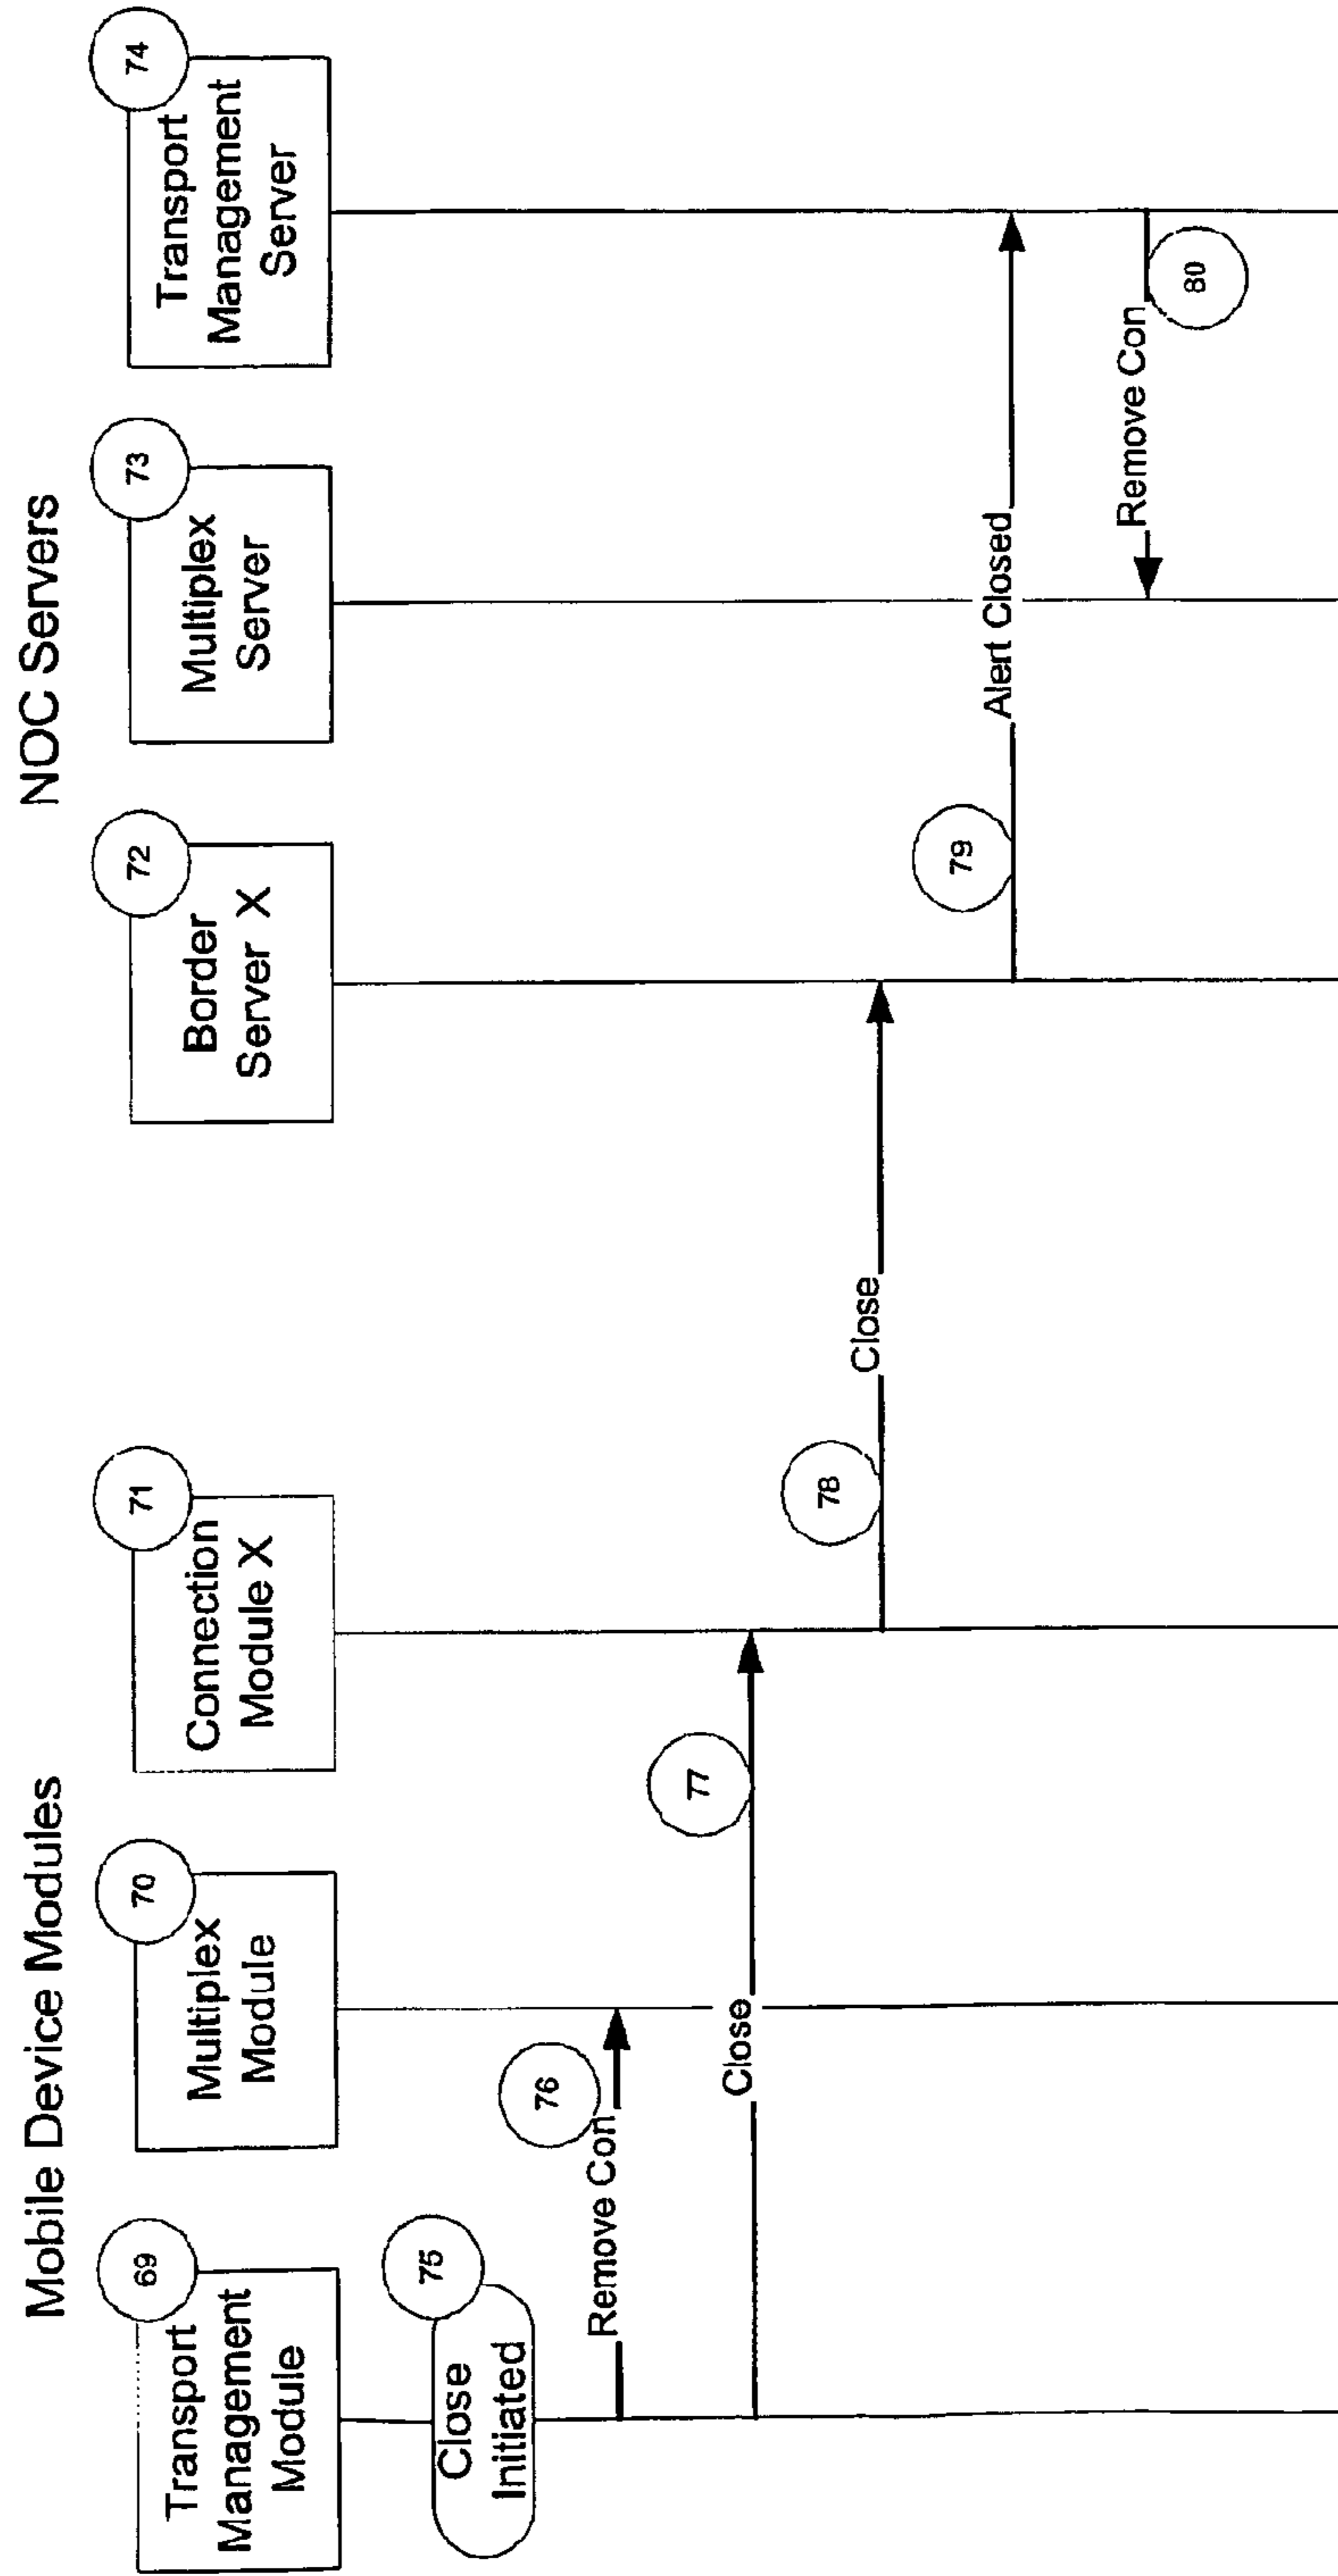 Mobile Device Modules
NOC Servers
69
Transport
Management
Module
70
Multiplex
Module
71
Connection
Module X
72
Border
Server X
73
Multiplex
Server
74
Transport
Management
Server
75
Close
Initiated
76
Remove Con
77
Close
78
Close
79
Alert Closed
Remove Con
80